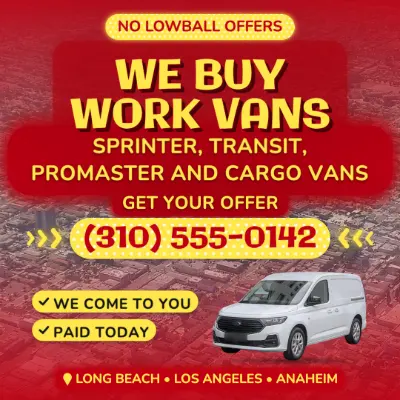 NO LOWBALL OFFERS
WE BUY
WORK VANS
SPRINTER, TRANSIT,
PROMASTER AND CARGO VANS
GET YOUR OFFER
(310) 555-0142
WE COME TO YOU
PAID TODAY
LONG BEACH • LOS ANGELES • ANAHEIM